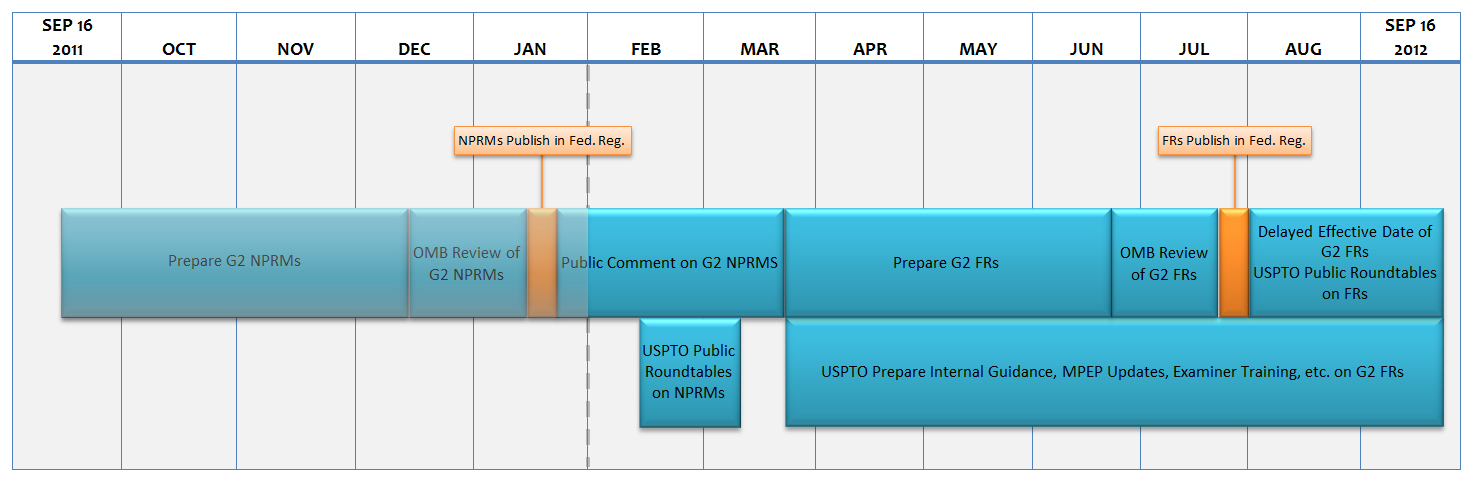 SEP 16
2011
OCT
NOV
DEC
JAN
FEB
MAR
APR
MAY
JUN
JUL
AUG
SEP 16
2012
NPRMs Publish in Fed. Reg.
FRs Publish in Fed. Reg.
Prepare G2 NPRMs
OMB Review of
G2 NPRMs
Public Comment on G2 NPRMS
Prepare G2 FRs
OMB Review
of G2 FRs
Delayed Effective Date of
G2 FRs
USPTO Public Roundtables
on FRs
USPTO Public
Roundtables
on NPRMs
USPTO Prepare Internal Guidance, MPEP Updates, Examiner Training, etc. on G2 FRs